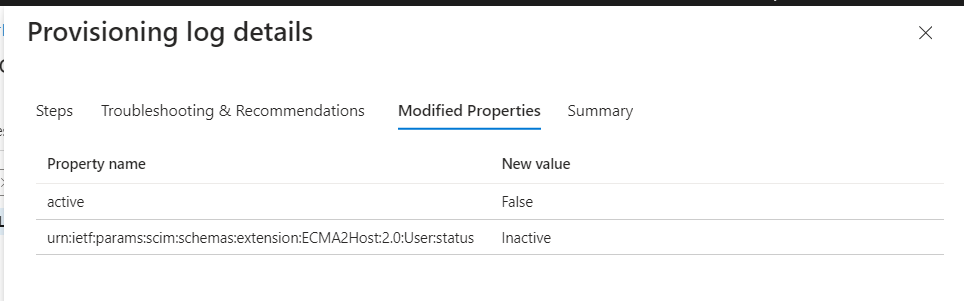 Provisioning log details
Steps Troubleshooting & Recommendations Modified Properties Summary
Property name New value
active False
urn:ietf:params:scim:schemas:extension:ECMA2Host:2.0:User:status Inactive